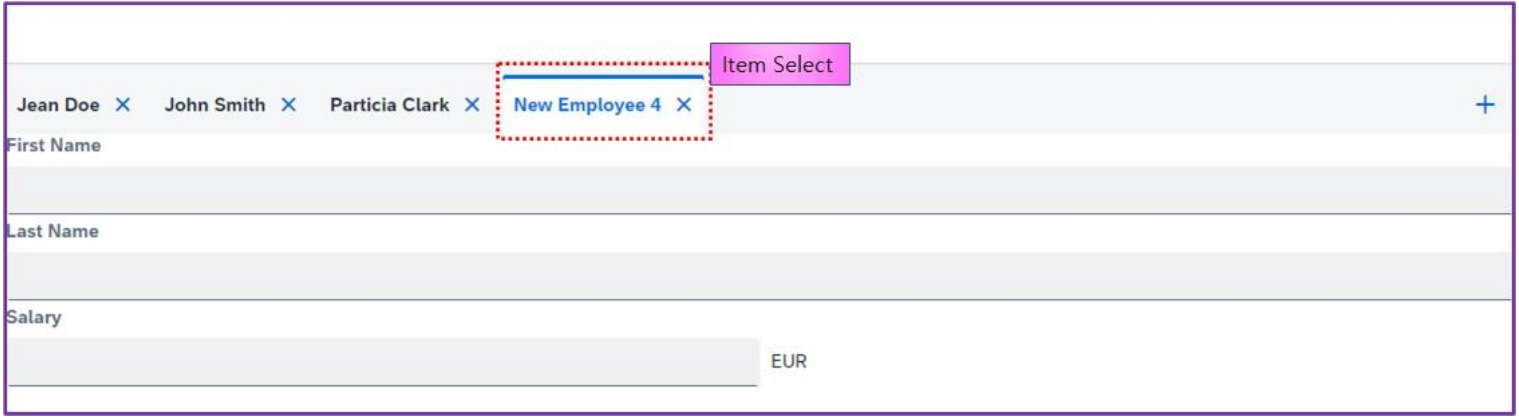 Item Select
Jean Doe × John Smith × Particia Clark × New Employee 4 × +
First Name
Last Name
Salary
EUR